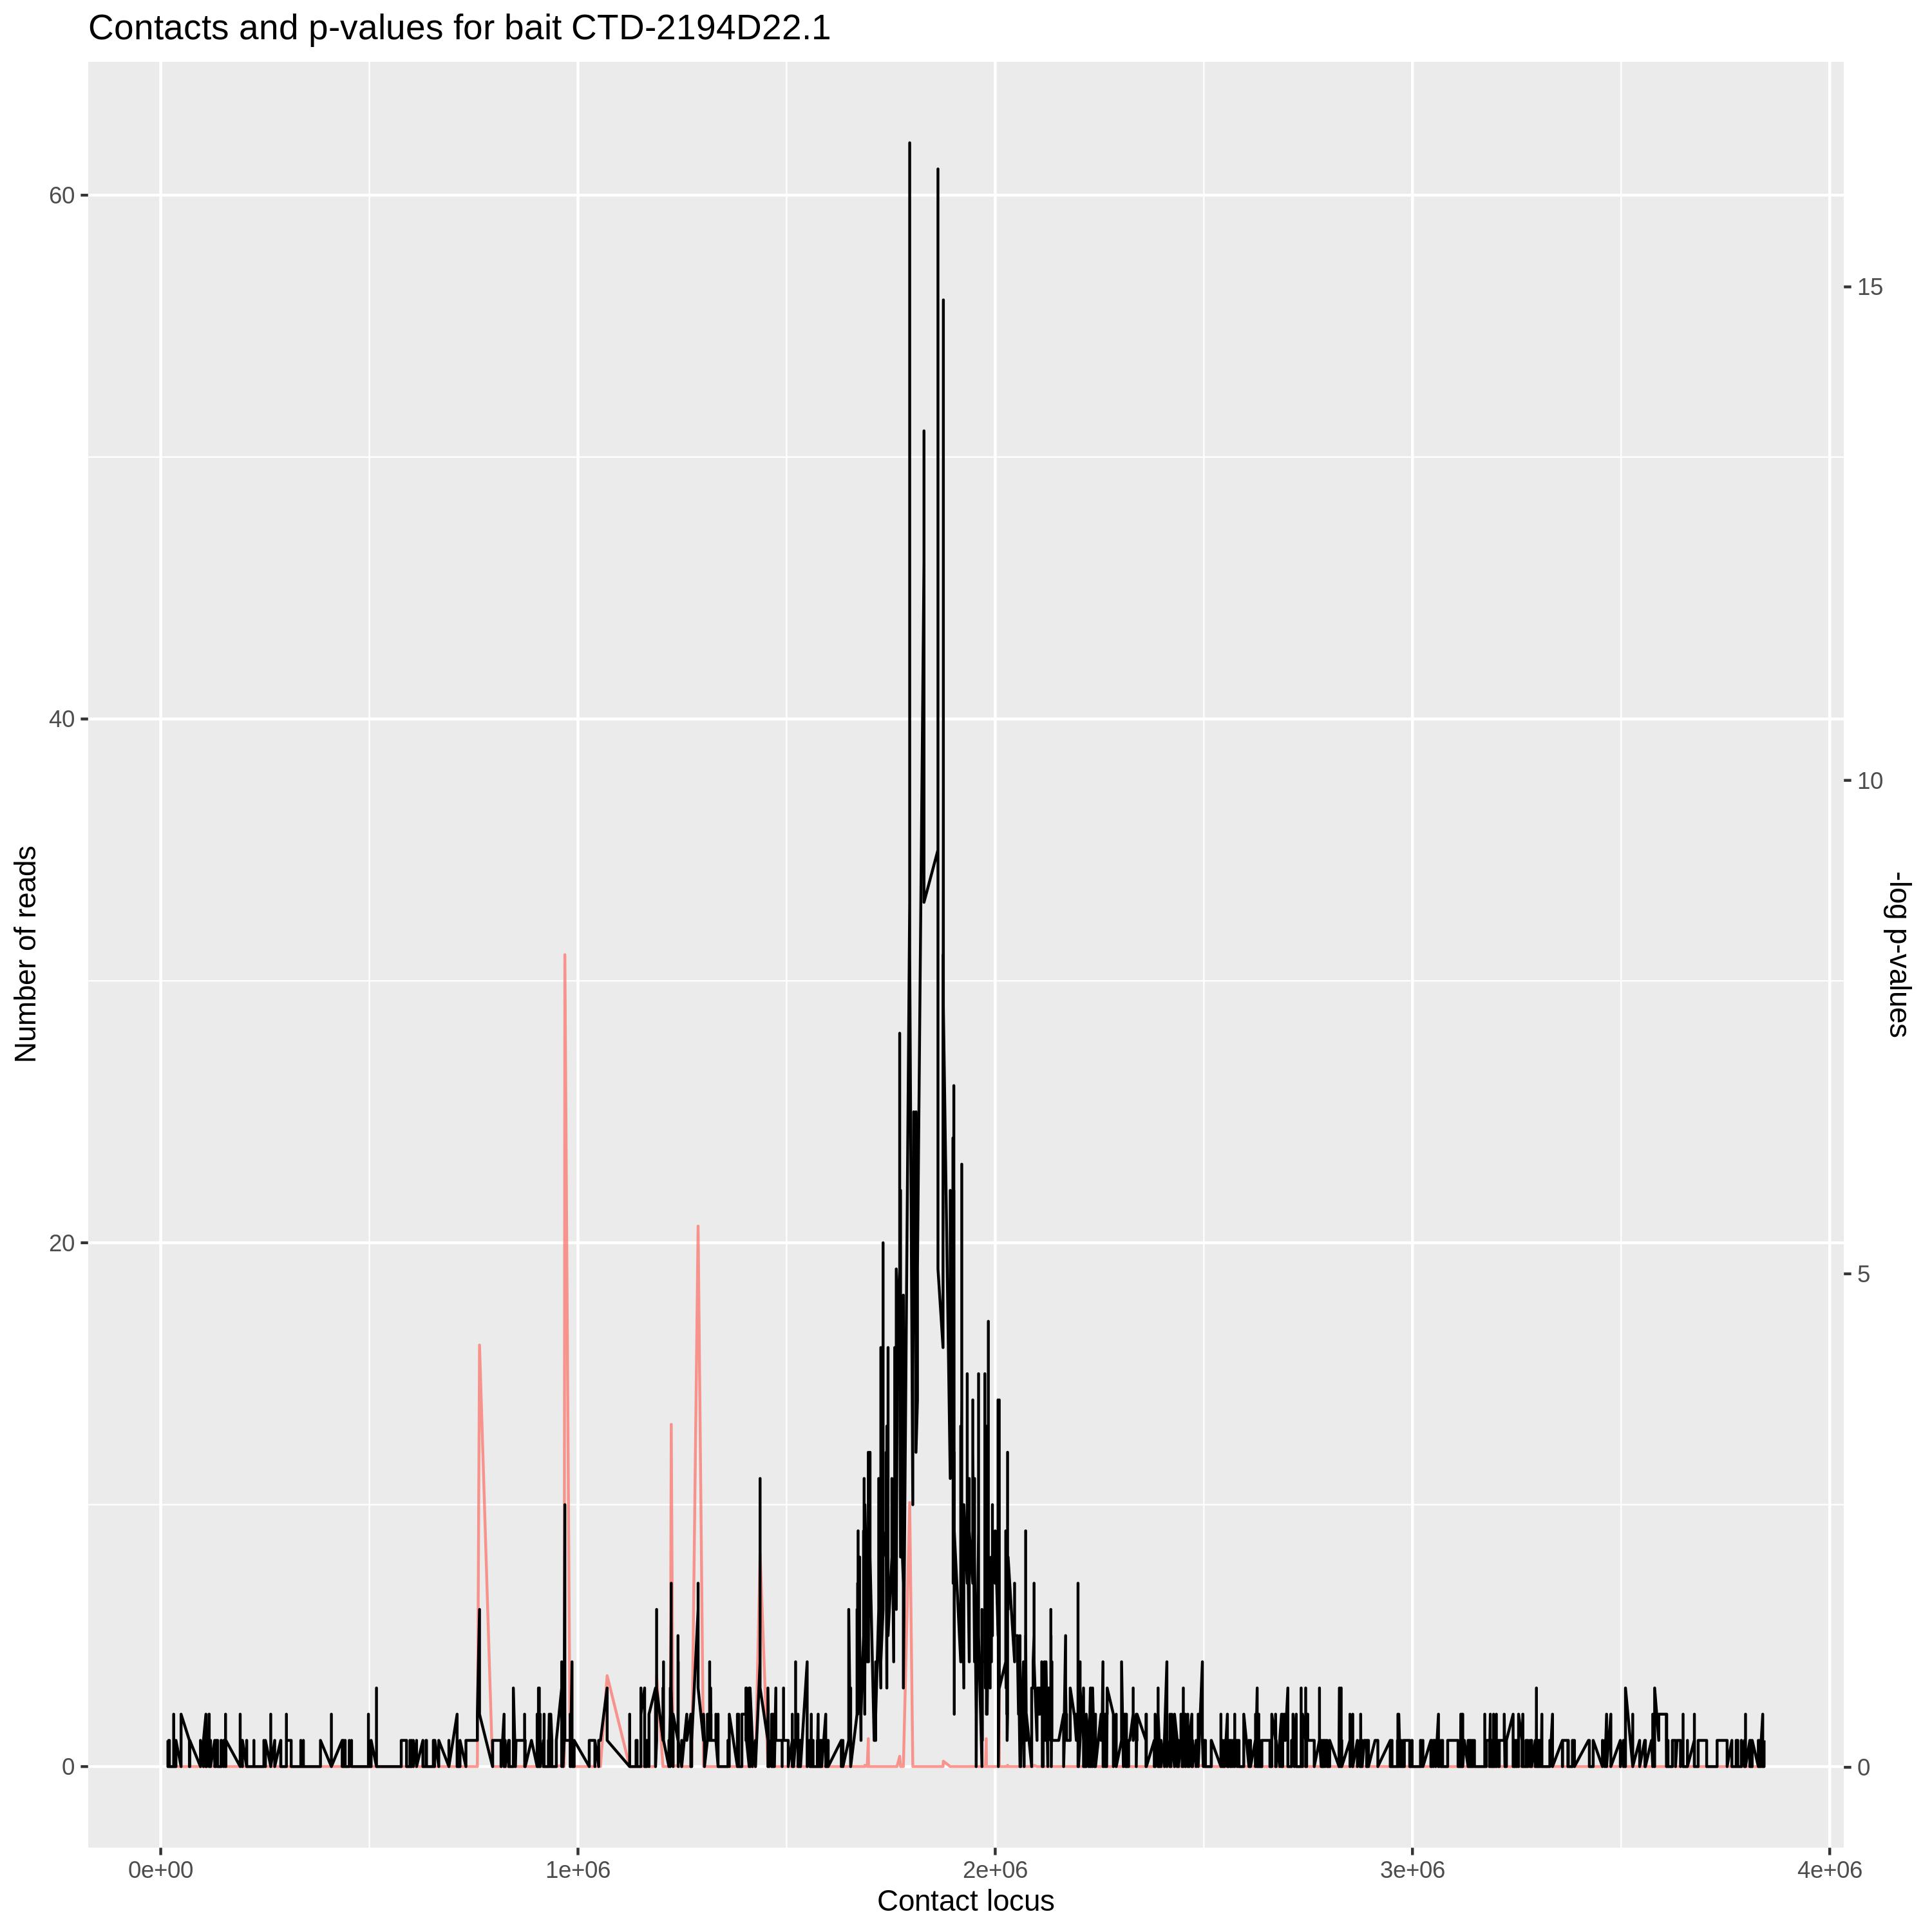 Contacts and p-values for bait CTD-2194D22.1
60
40
20
0
Number of reads
15
10
5
0
-log p-values
0e+00
1e+06
2e+06
3e+06
4e+06
Contact locus